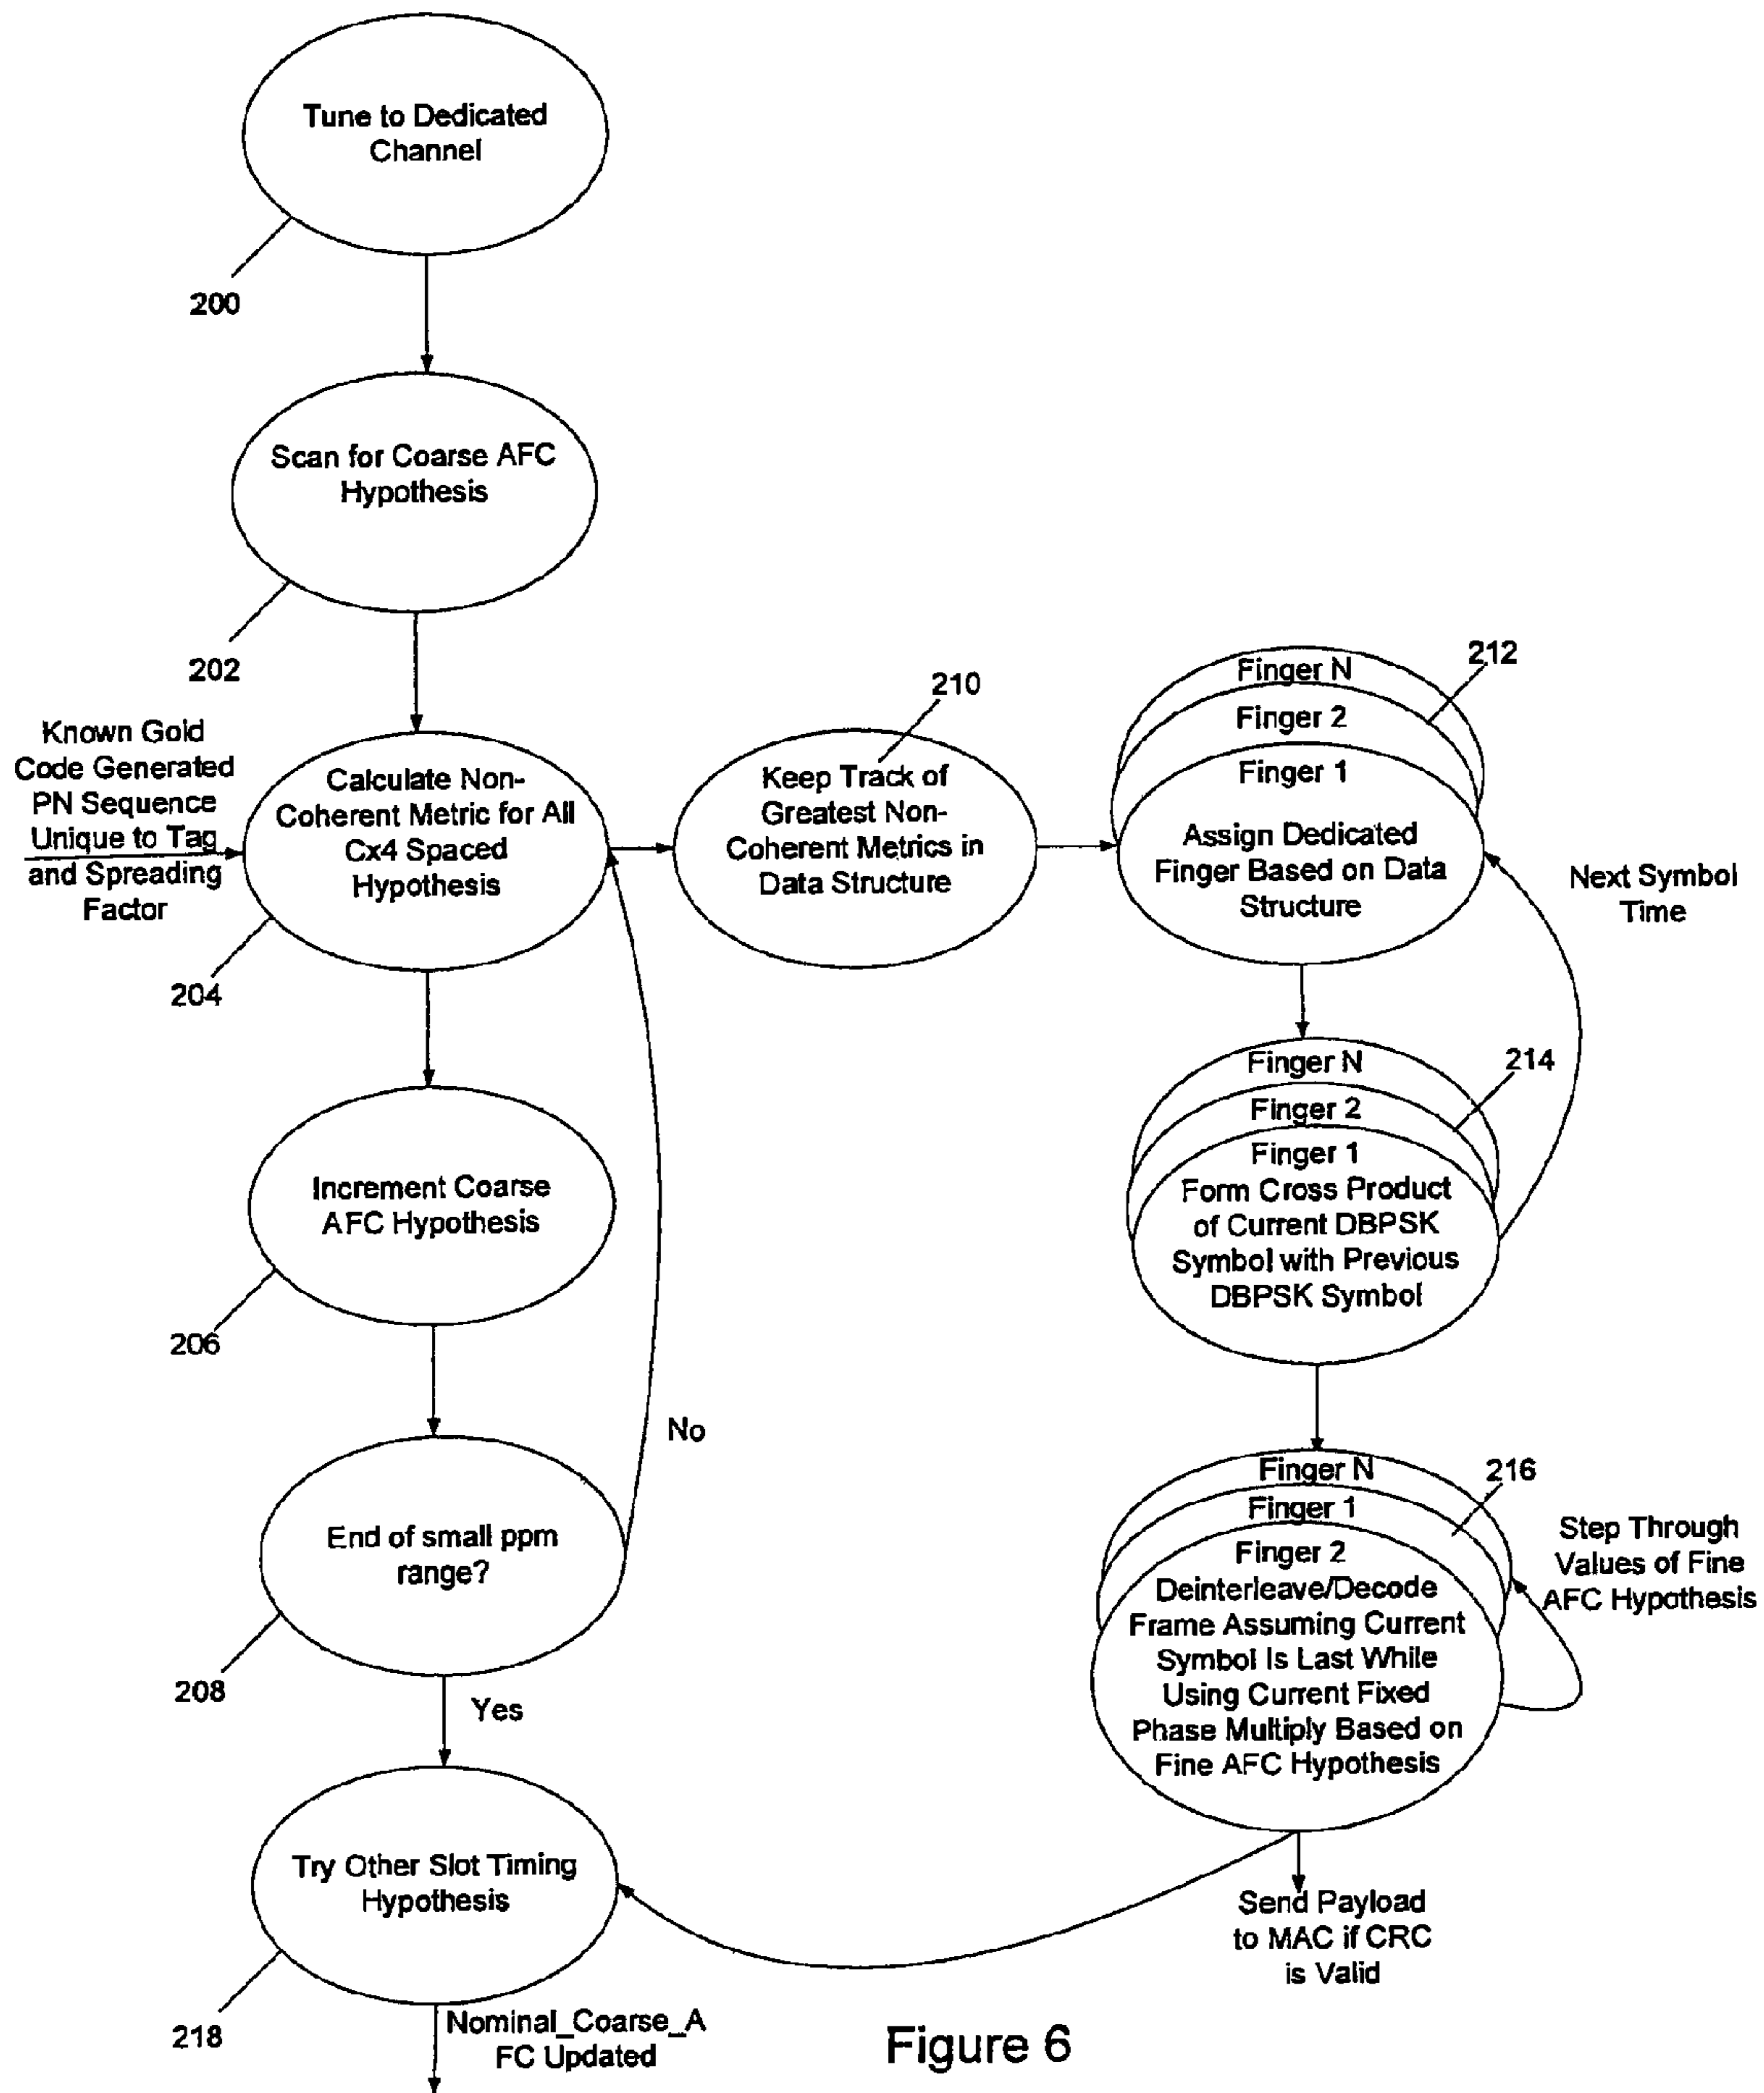 Tune to Dedicated
Channel
200
Scan for Coarse AFC
Hypothesis
202
Known Gold
Code Generated
PN Sequence
Unique to Tag
and Spreading
Factor
Calculate Non-
Coherent Metric for All
Cx4 Spaced
Hypothesis
204
210
Keep Track of
Greatest Non-
Coherent Metrics in
Data Structure
212
Finger N
Finger 2
Finger 1
Assign Dedicated
Finger Based on Data
Structure
Next Symbol
Time
Increment Coarse
AFC Hypothesis
206
214
Finger N
Finger 2
Finger 1
Form Cross Product
of Current DBPSK
Symbol with Previous
DBPSK Symbol
No
End of small ppm
range?
208
Yes
216
Finger N
Finger 1
Finger 2
Deinterleave/Decode
Frame Assuming Current
Symbol Is Last While
Using Current Fixed
Phase Multiply Based on
Fine AFC Hypothesis
Step Through
Values of Fine
AFC Hypothesis
Try Other Slot Timing
Hypothesis
218
Send Payload
to MAC if CRC
is Valid
Nominal_Coarse_A
FC Updated
Figure 6